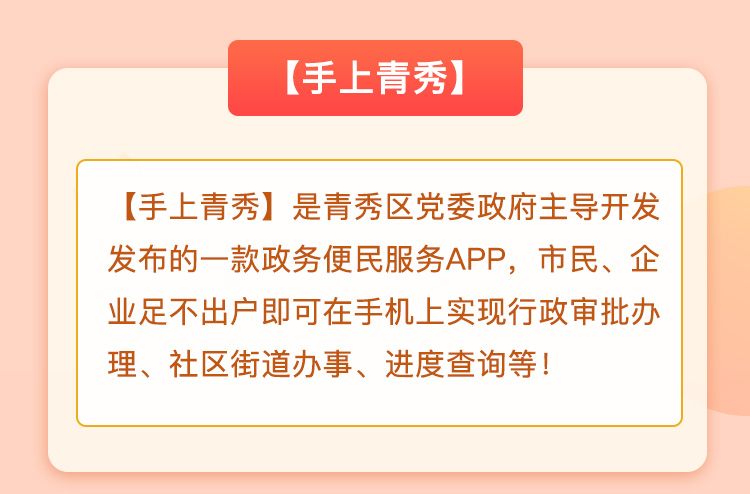 【手上青秀】
【手上青秀】是青秀区党委政府主导开发
发布的一款政务便民服务APP，市民、企
业足不出户即可在手机上实现行政审批办
理、社区街道办事、进度查询等！